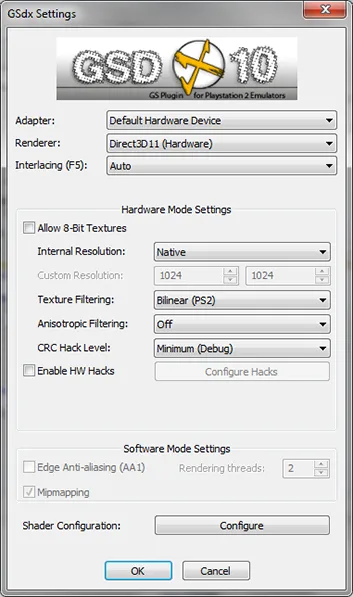 GSdx Settings
GSDX10
GS Plugin for Playstation 2 Emulators
Adapter: Default Hardware Device
Renderer: Direct3D11 (Hardware)
Interlacing (F5): Auto
Hardware Mode Settings
Allow 8-Bit Textures
Internal Resolution: Native
Custom Resolution: 1024 1024
Texture Filtering: Bilinear (PS2)
Anisotropic Filtering: Off
CRC Hack Level: Minimum (Debug)
Enable HW Hacks Configure Hacks
Software Mode Settings
Edge Anti-aliasing (AA1) Rendering threads: 2
Mipmapping
Shader Configuration: Configure
OK Cancel